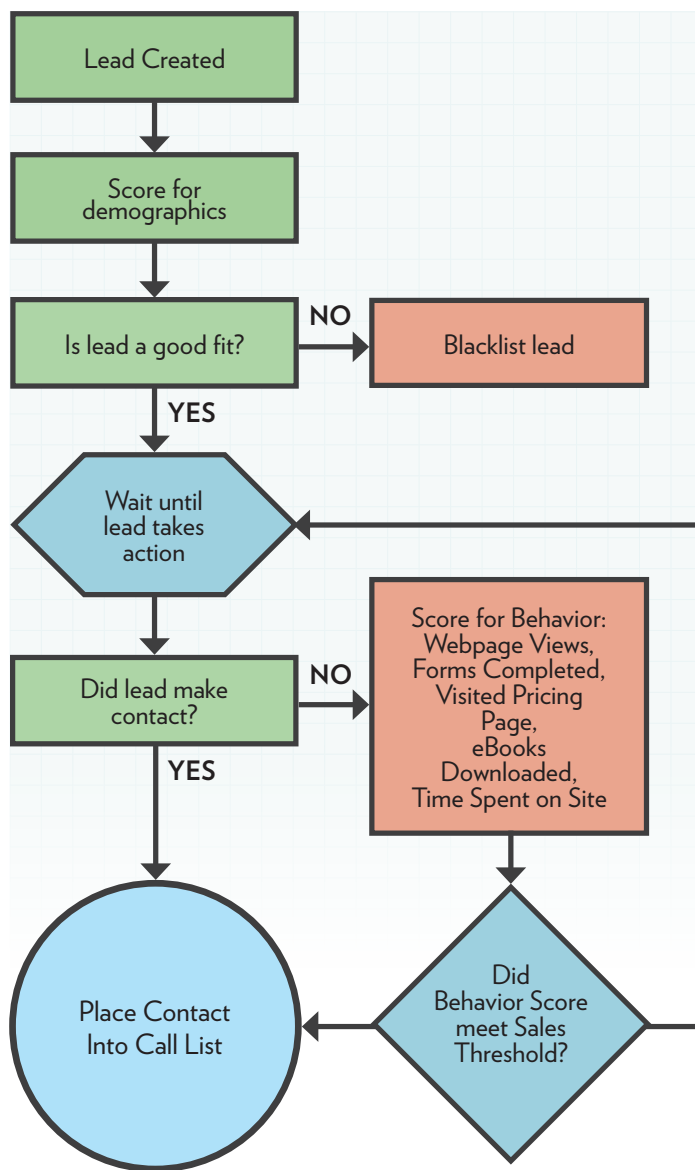 Lead Created
Score for
demographics
Is lead a good fit?
NO
Blacklist lead
YES
Wait until
lead takes
action
Did lead make
contact?
NO
Score for Behavior:
Webpage Views,
Forms Completed,
Visited Pricing
Page,
eBooks
Downloaded,
Time Spent on Site
YES
Place Contact
Into Call List
Did
Behavior Score
meet Sales
Threshold?